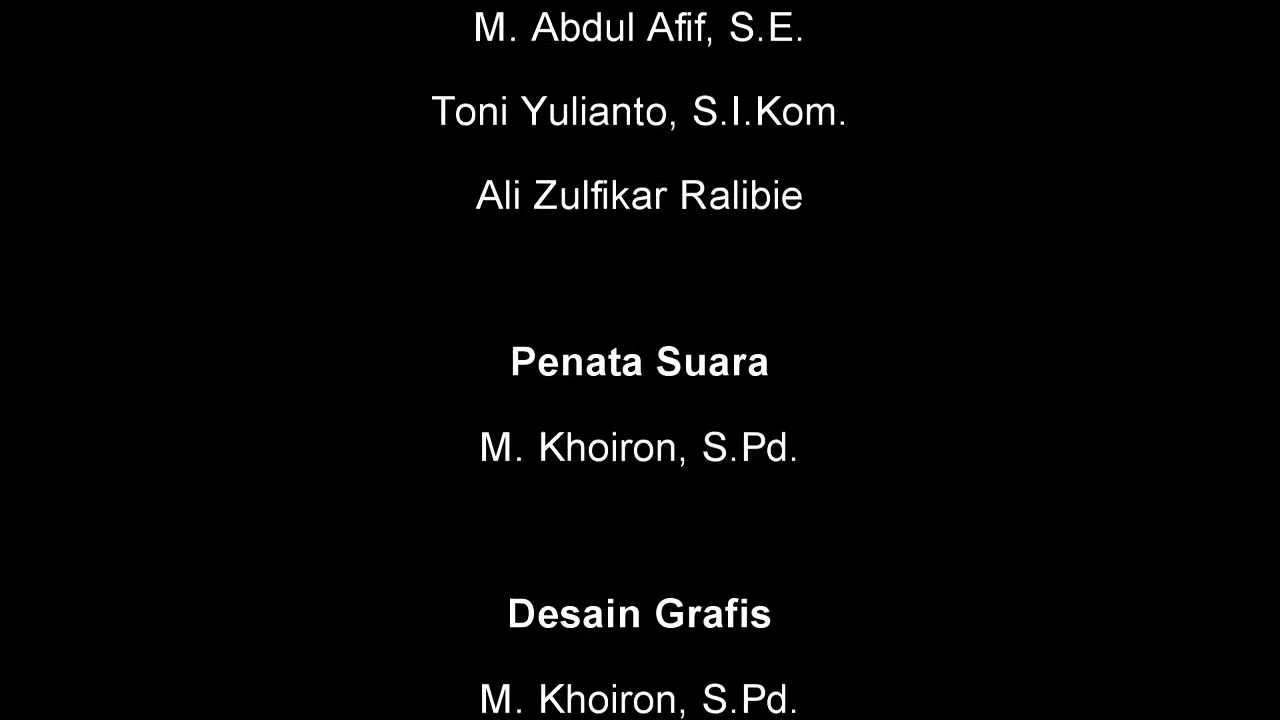 M. Abdul Afif, S.E.
Toni Yulianto, S.I.Kom.
Ali Zulfikar Ralibie
Penata Suara
M. Khoiron, S.Pd.
Desain Grafis
M. Khoiron, S.Pd.